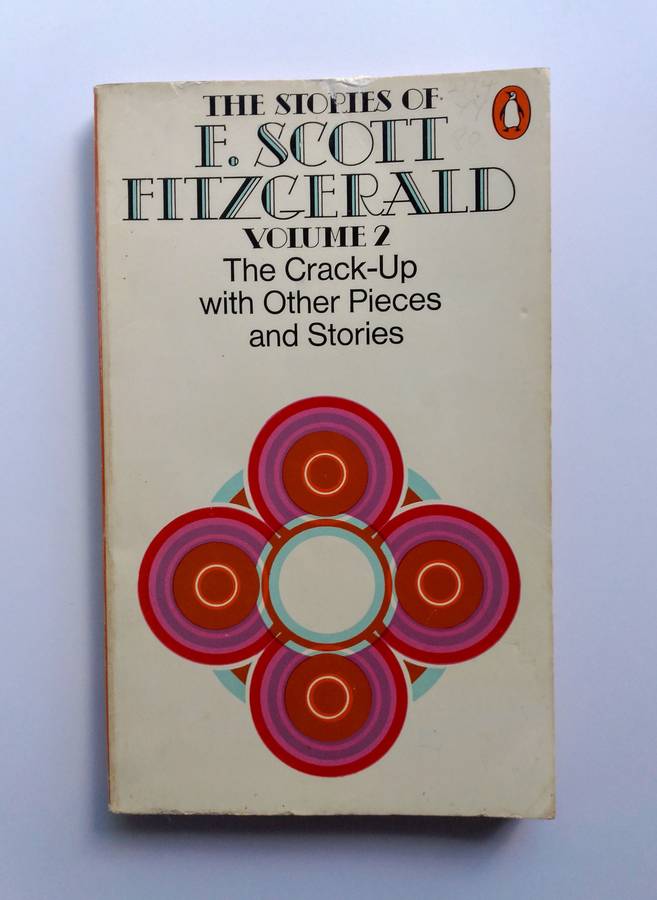 THE STORIES OF
F. SCOTT
FITZGERALD
VOLUME 2
The Crack-Up
with Other Pieces
and Stories